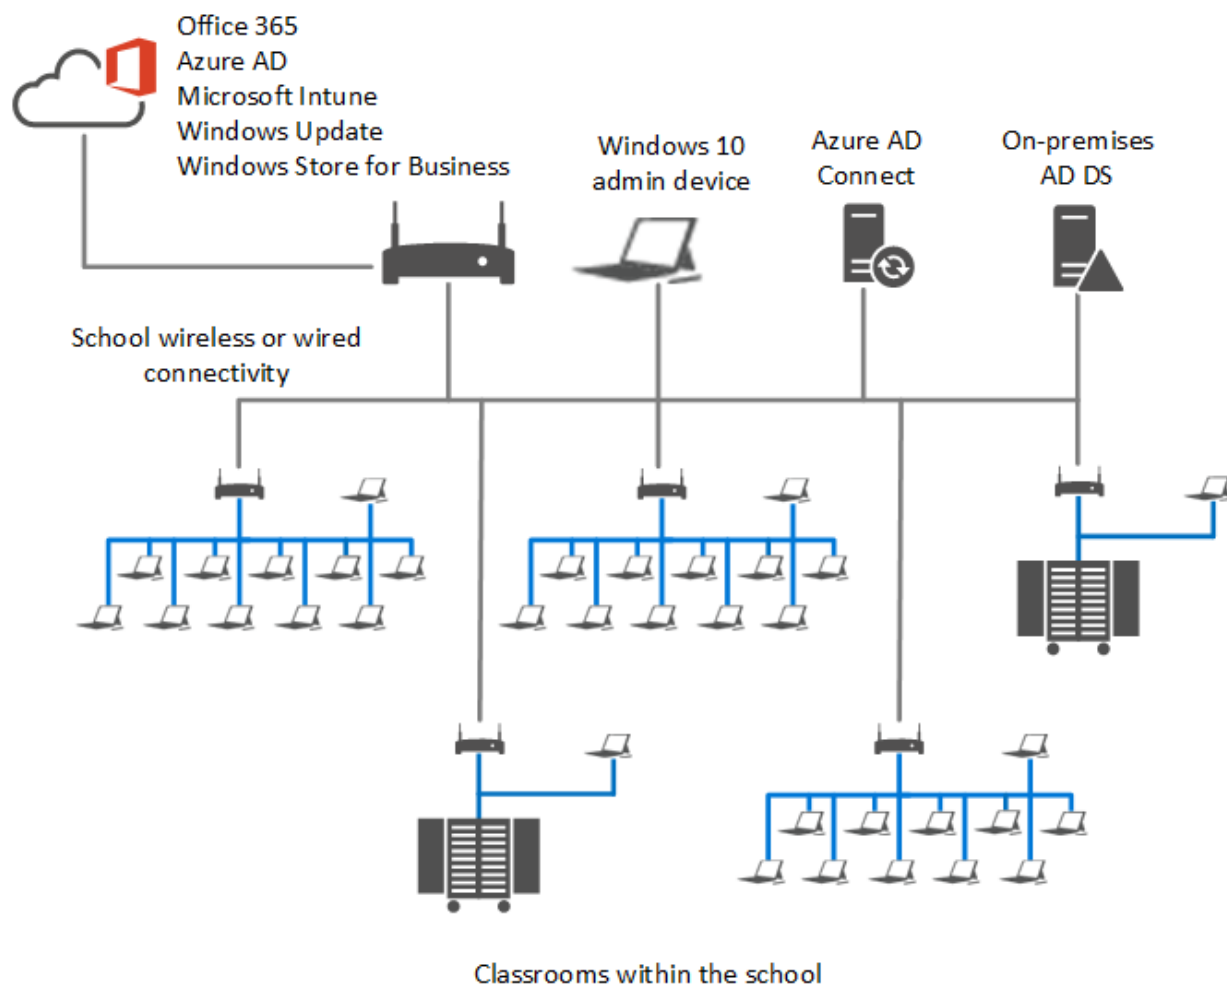 Office 365
Azure AD
Microsoft Intune
Windows Update
Windows Store for Business
Windows 10
admin device
Azure AD
Connect
On-premises
AD DS
School wireless or wired
connectivity
Classrooms within the school